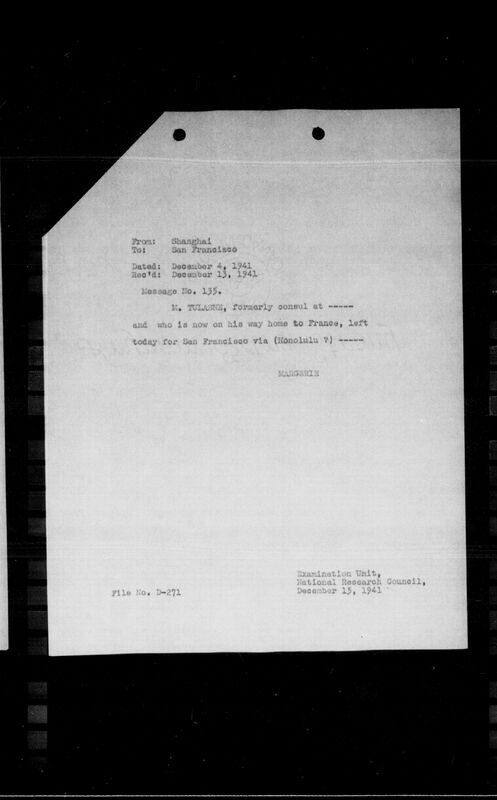 From: Shanghai
To: San Francisco
Dated: December 4, 1941
Rec'd: December 13, 1941
Message No. 135.
M. TULASNE, formerly consul at -----
and who is now on his way home to France, left
today for San Francisco via (Honolulu ?) -----
MARGERIE
Examination Unit,
National Research Council,
December 15, 1941
File No. D-271